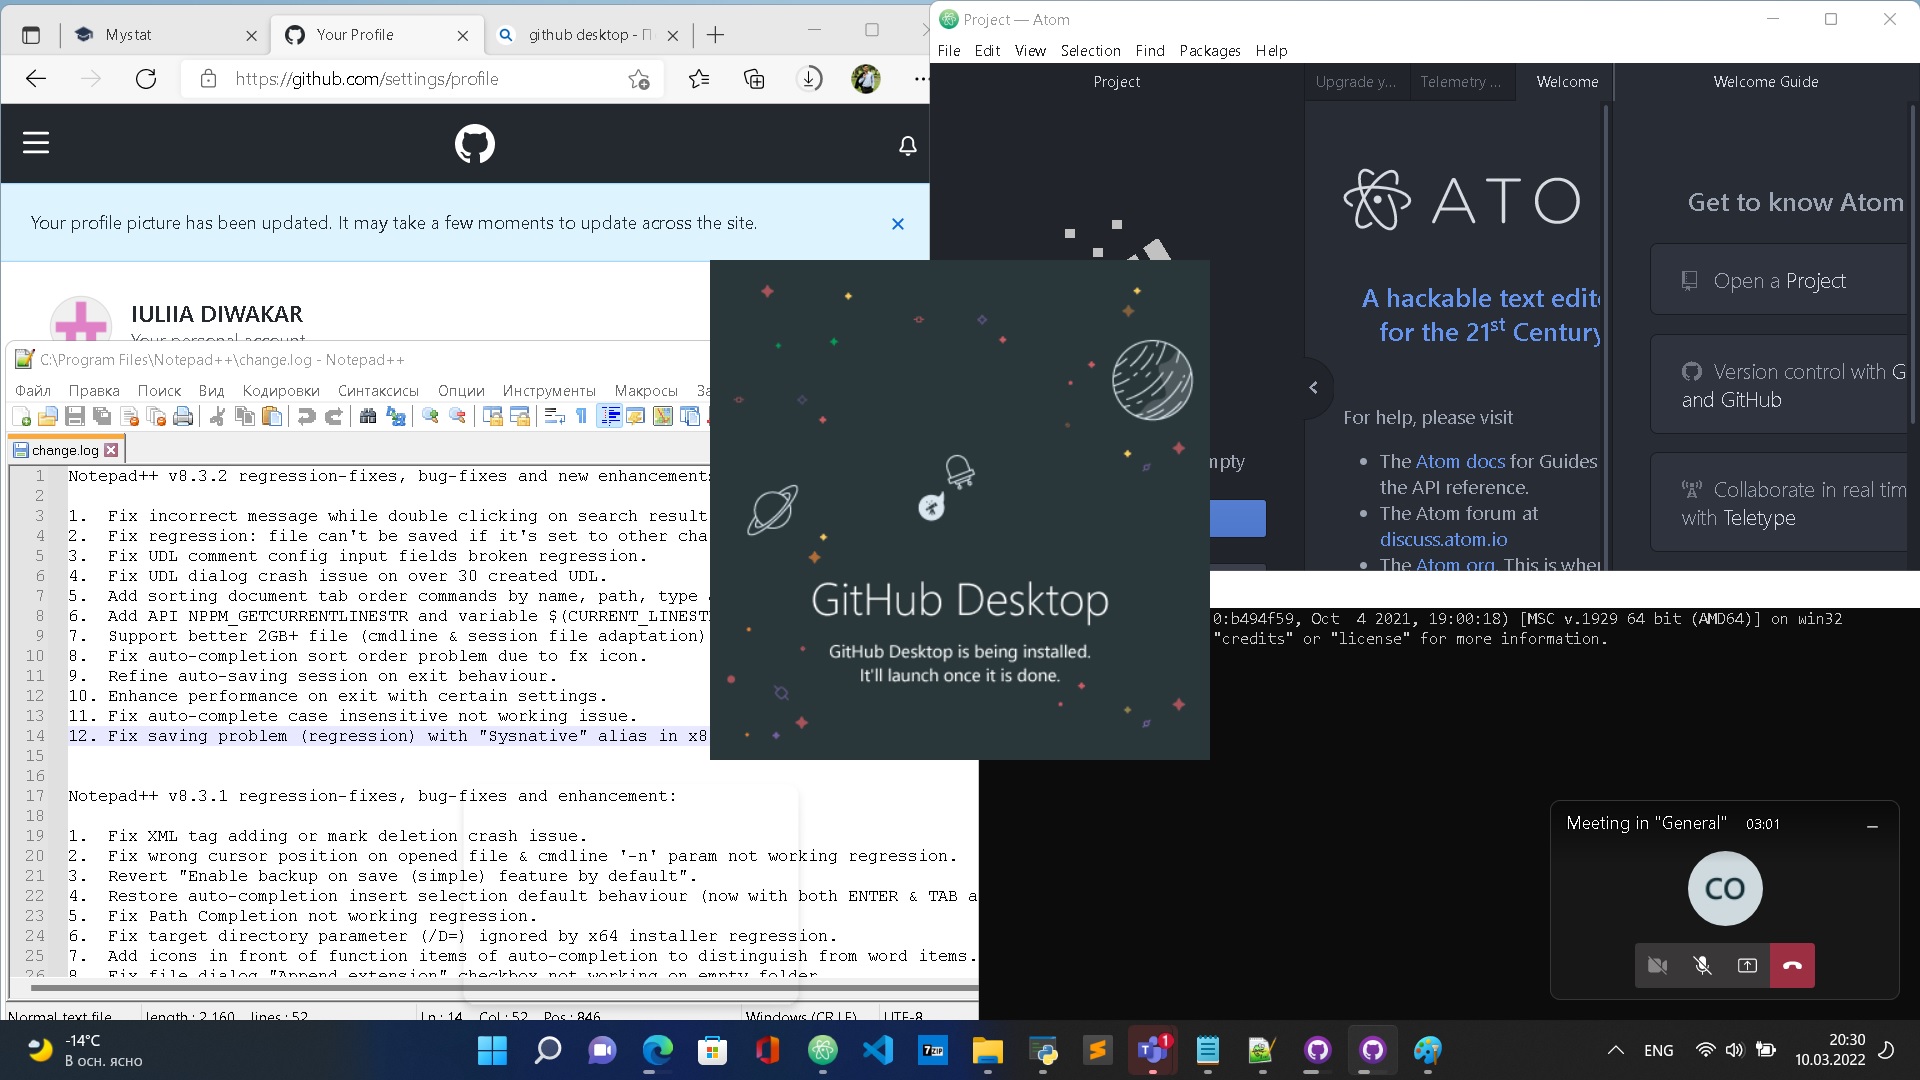 Mystat
Your Profile
github desktop - П
https://github.com/settings/profile
Your profile picture has been updated. It may take a few moments to update across the site.
IULIIA DIWAKAR
Your personal account
Project — Atom
File Edit View Selection Find Packages Help
Project
Upgrade y...
Telemetry ...
Welcome
Welcome Guide
ATO
A hackable text edit
for the 21st Century
For help, please visit
The Atom docs for Guides
the API reference.
The Atom forum at
discuss.atom.io
The Atom org. This is whe
Get to know Atom
Open a Project
Version control with G
and GitHub
Collaborate in real tim
with Teletype
mpty
C:\Program Files\Notepad++\change.log - Notepad++
Файл Правка Поиск Вид Кодировки Синтаксисы Опции Инструменты Макросы За
change.log
1 Notepad++ v8.3.2 regression-fixes, bug-fixes and new enhancement
2
3 1. Fix incorrect message while double clicking on search result
4 2. Fix regression: file can't be saved if it's set to other cha
5 3. Fix UDL comment config input fields broken regression.
6 4. Fix UDL dialog crash issue on over 30 created UDL.
7 5. Add sorting document tab order commands by name, path, type
8 6. Add API NPPM_GETCURRENTLINESTR and variable $(CURRENT_LINEST
9 7. Support better 2GB+ file (cmdline & session file adaptation)
10 8. Fix auto-completion sort order problem due to fx icon.
11 9. Refine auto-saving session on exit behaviour.
12 10. Enhance performance on exit with certain settings.
13 11. Fix auto-complete case insensitive not working issue.
14 12. Fix saving problem (regression) with "Sysnative" alias in x8
15
16
17 Notepad++ v8.3.1 regression-fixes, bug-fixes and enhancement:
18
19 1. Fix XML tag adding or mark deletion crash issue.
20 2. Fix wrong cursor position on opened file & cmdline '-n' param not working regression.
21 3. Revert "Enable backup on save (simple) feature by default".
22 4. Restore auto-completion insert selection default behaviour (now with both ENTER & TAB a
23 5. Fix Path Completion not working regression.
24 6. Fix target directory parameter (/D=) ignored by x64 installer regression.
25 7. Add icons in front of function items of auto-completion to distinguish from word items.
26 8. Fix file dialog "Append extension" checkbox not working on empty folder
Normal text file length : 2 160 lines : 52 Ln : 14 Col : 52 Pos : 846 Windows (CR LF) UTF-8
GitHub Desktop
GitHub Desktop is being installed.
It'll launch once it is done.
0:b494f59, Oct 4 2021, 19:00:18) [MSC v.1929 64 bit (AMD64)] on win32
"credits" or "license" for more information.
Meeting in "General" 03:01
CO
-14°C
В осн. ясно
7ZIP
1
ENG
20:30
10.03.2022